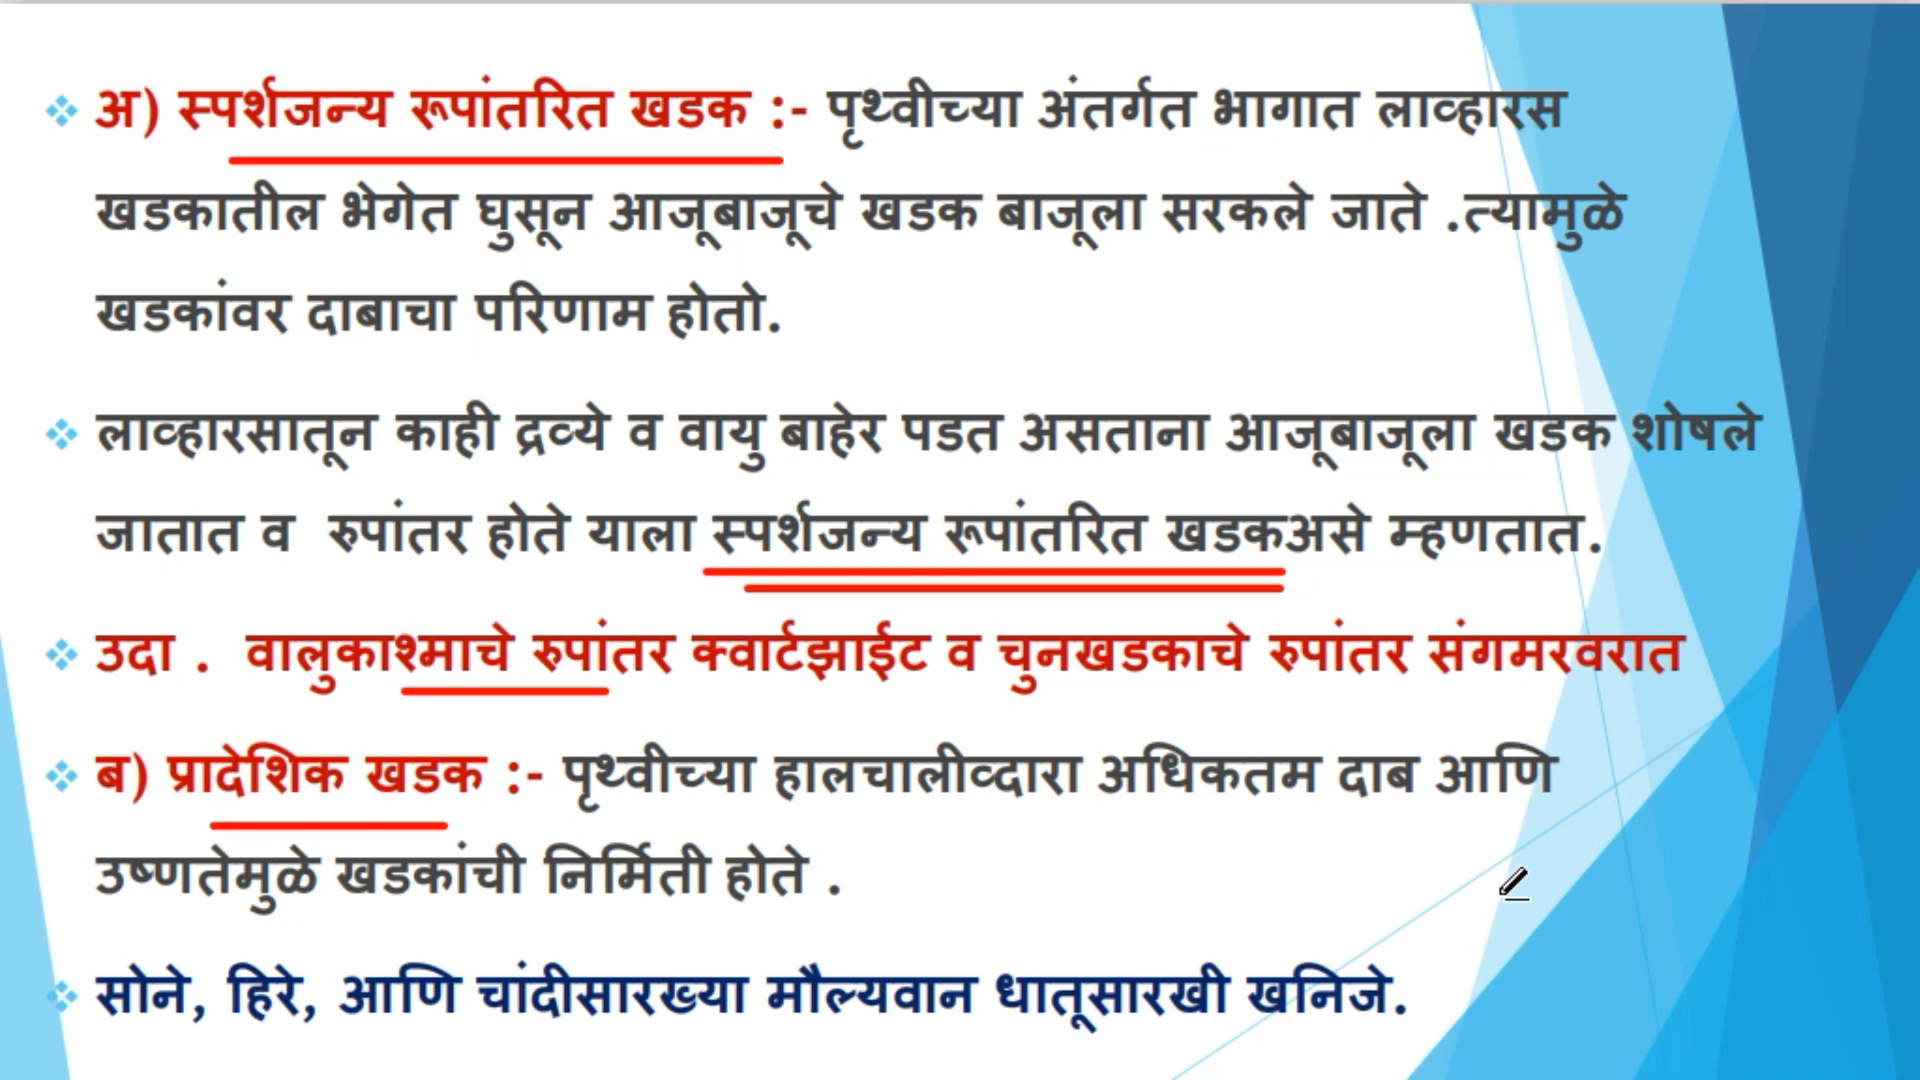 अ) स्पर्शजन्य रूपांतरित खडक :- पृथ्वीच्या अंतर्गत भागात लाव्हारस
खडकातील भेगेत घुसून आजूबाजूचे खडक बाजूला सरकले जाते .त्यामुळे
खडकांवर दाबाचा परिणाम होतो.
लाव्हारसातून काही द्रव्ये व वायु बाहेर पडत असताना आजूबाजूला खडक शोषले
जातात व रुपांतर होते याला स्पर्शजन्य रूपांतरित खडकअसे म्हणतात.
उदा . वालुकाश्माचे रुपांतर क्वार्टझाईट व चुनखडकाचे रुपांतर संगमरवरात
ब) प्रादेशिक खडक :- पृथ्वीच्या हालचालीव्दारा अधिकतम दाब आणि
उष्णतेमुळे खडकांची निर्मिती होते .
सोने, हिरे, आणि चांदीसारख्या मौल्यवान धातूसारखी खनिजे.